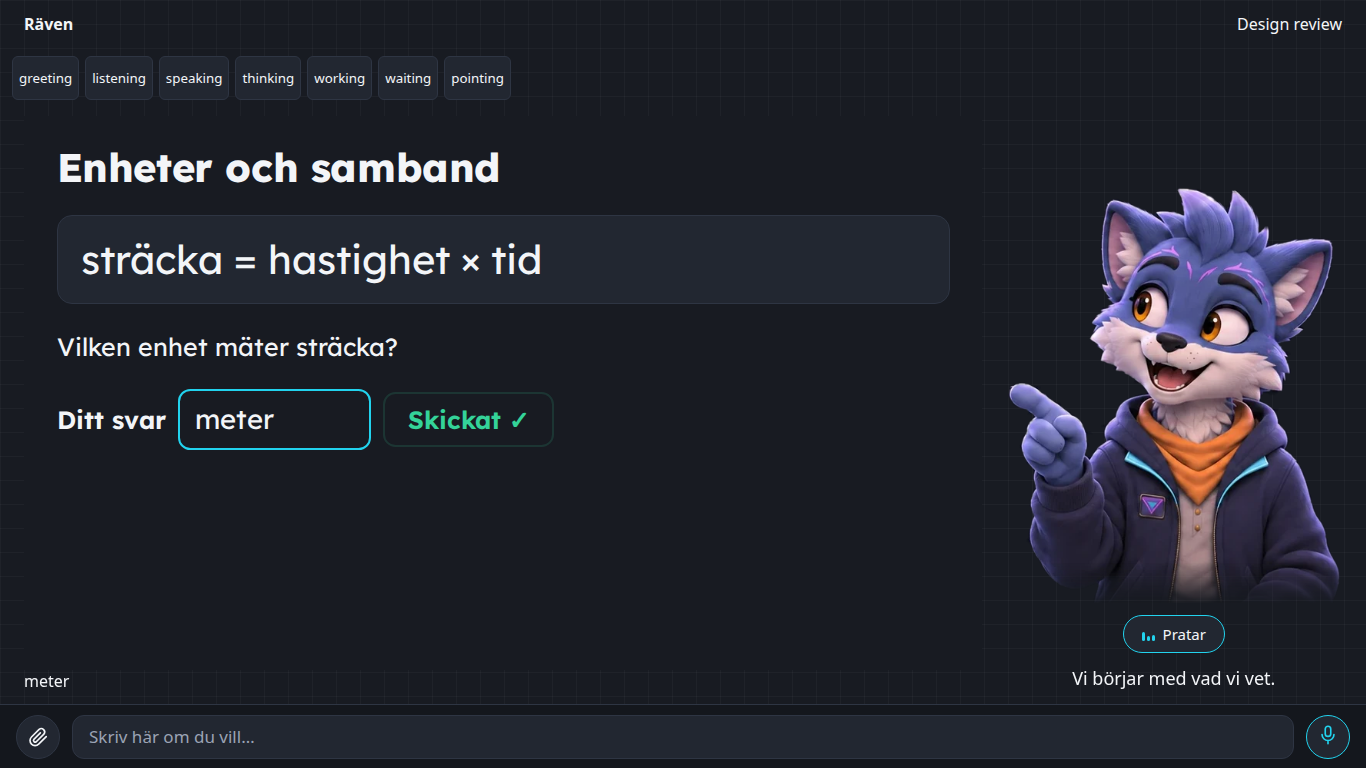 Räven
Design review
greeting listening speaking thinking working waiting pointing
Enheter och samband
sträcka = hastighet × tid
Vilken enhet mäter sträcka?
Ditt svar meter Skickat ✓
Pratar
Vi börjar med vad vi vet.
meter
Skriv här om du vill...